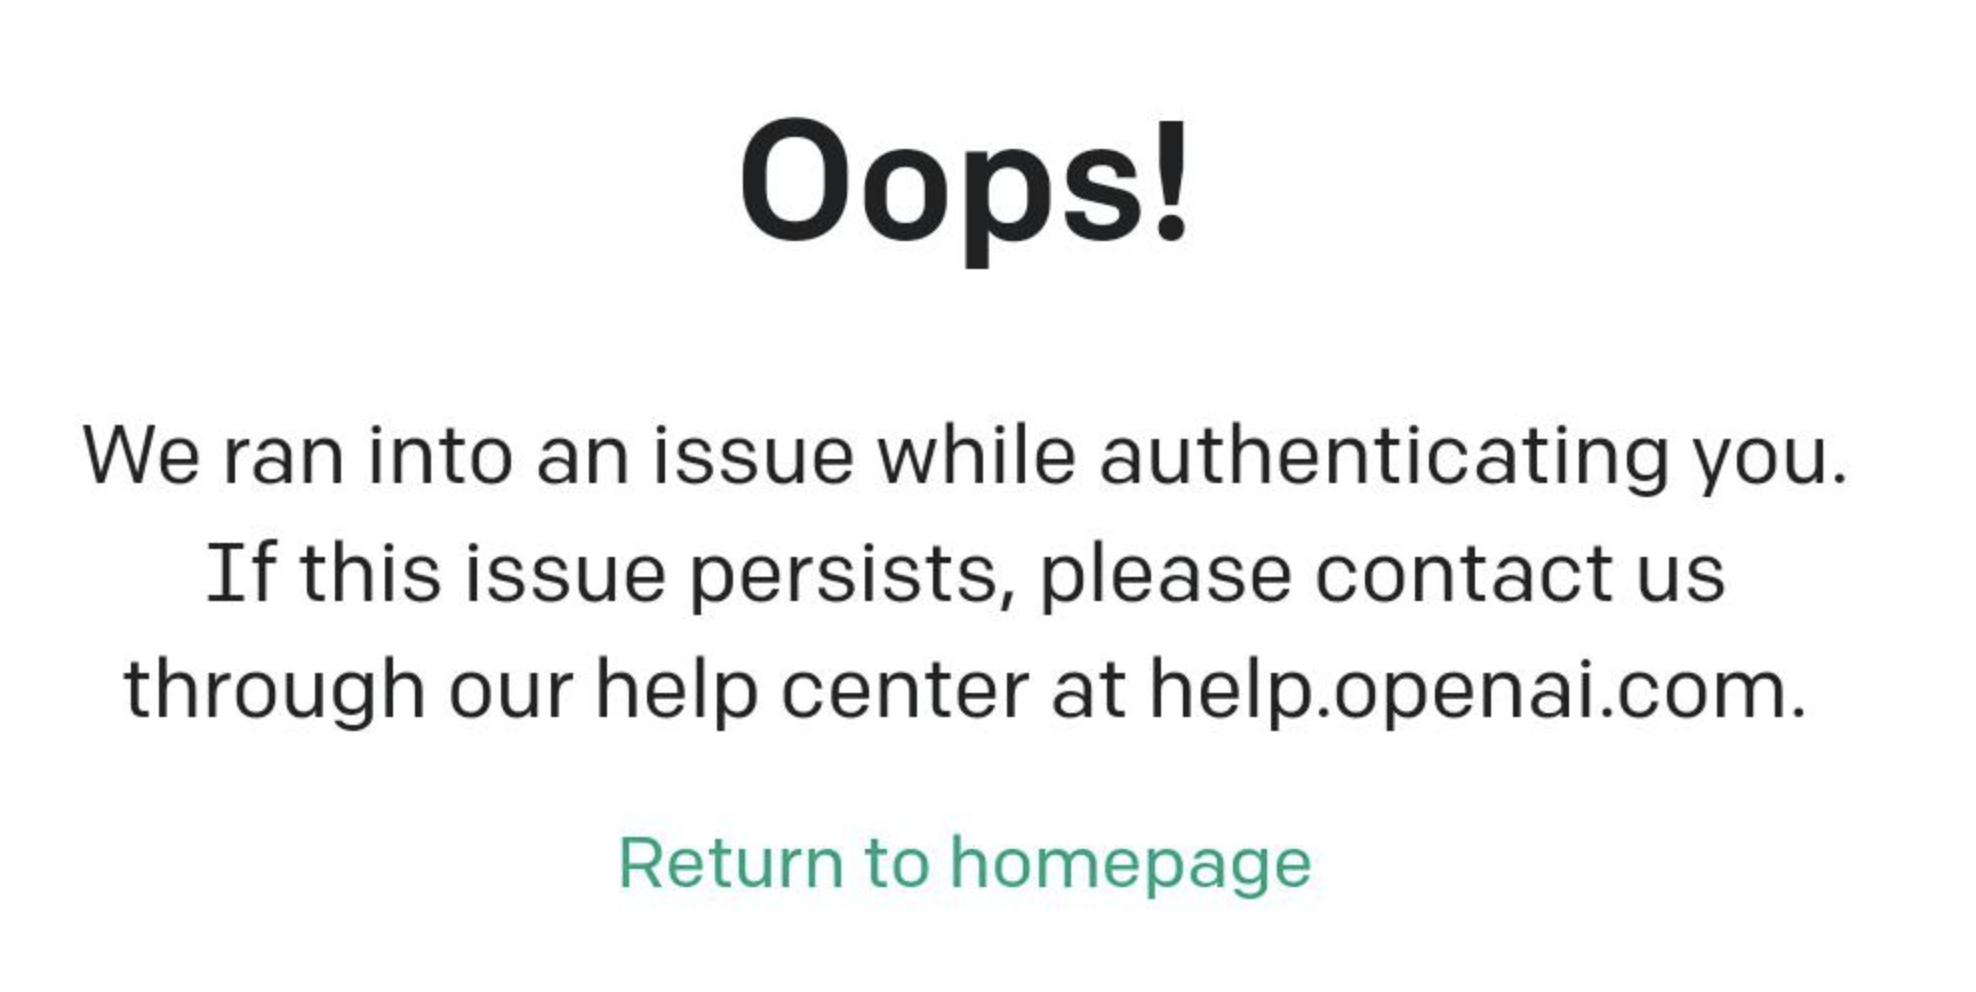 Oops!
We ran into an issue while authenticating you.
If this issue persists, please contact us
through our help center at help.openai.com.
Return to homepage